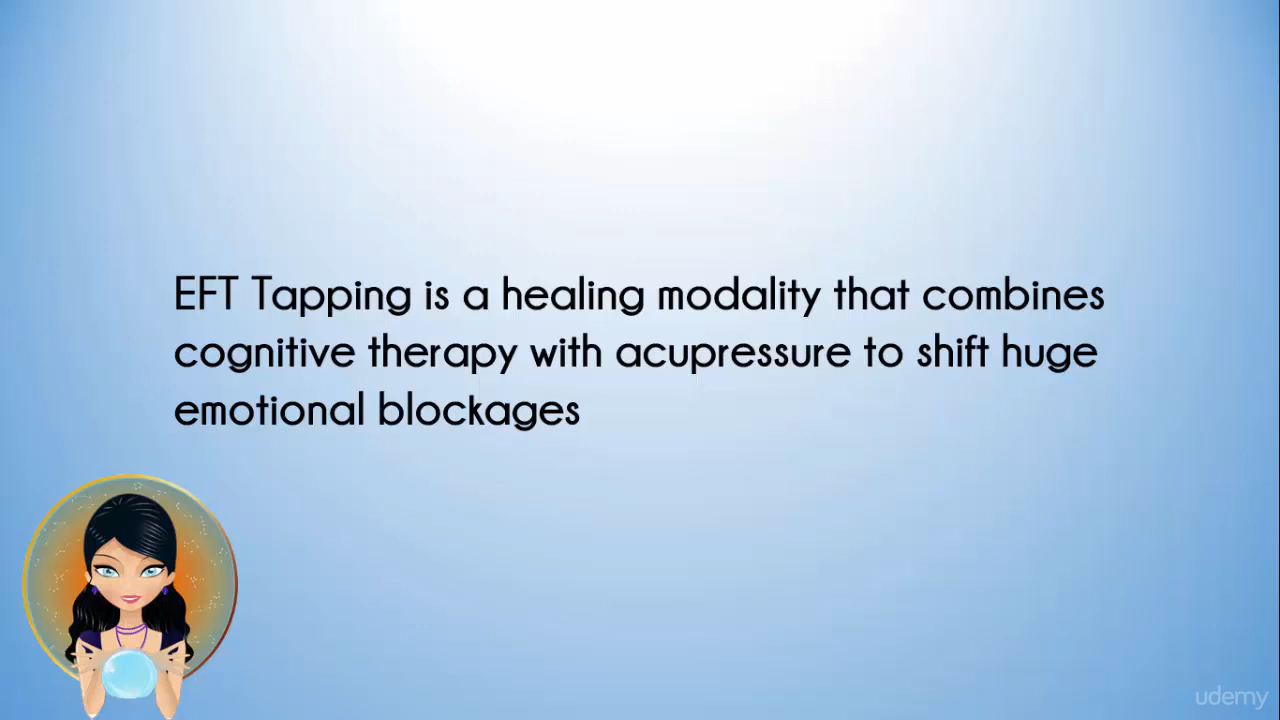 EFT Tapping is a healing modality that combines
cognitive therapy with acupressure to shift huge
emotional blockages
udemy